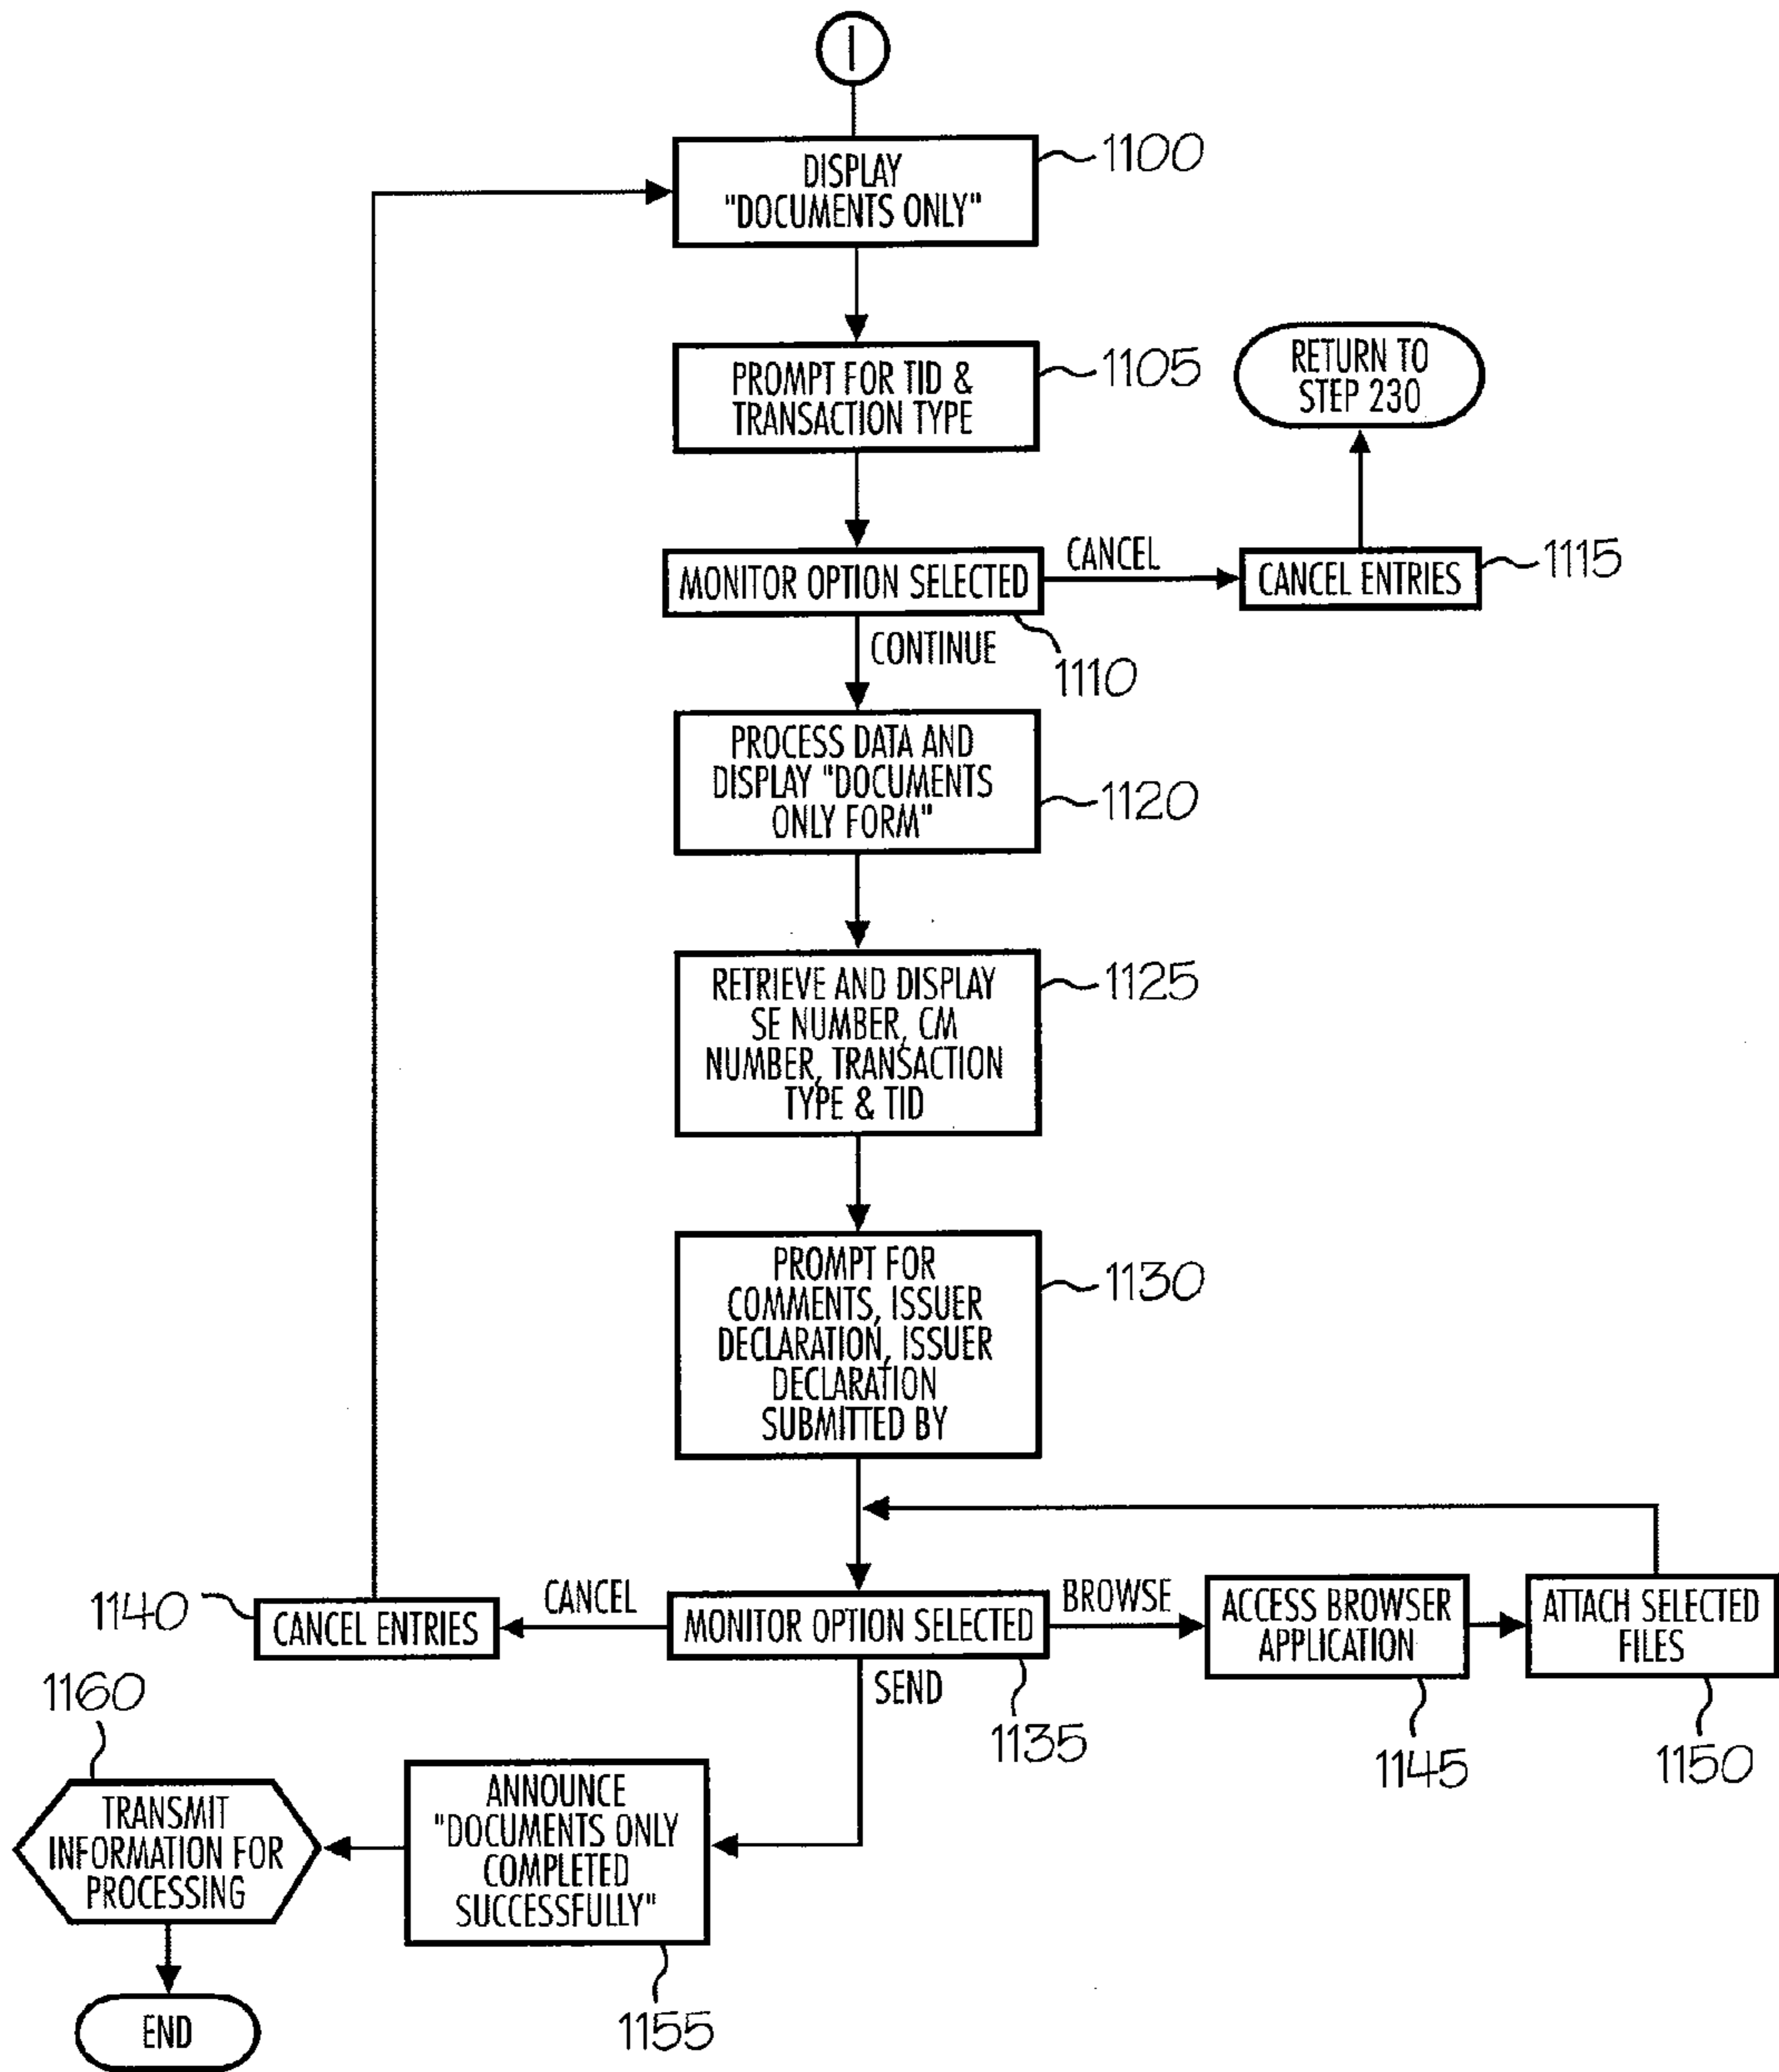 I
DISPLAY
"DOCUMENTS ONLY"
1100
PROMPT FOR TID &
TRANSACTION TYPE
1105
RETURN TO
STEP 230
MONITOR OPTION SELECTED
CANCEL
CANCEL ENTRIES
1115
CONTINUE
1110
PROCESS DATA AND
DISPLAY "DOCUMENTS
ONLY FORM"
1120
RETRIEVE AND DISPLAY
SE NUMBER, CM
NUMBER, TRANSACTION
TYPE & TID
1125
PROMPT FOR
COMMENTS, ISSUER
DECLARATION, ISSUER
DECLARATION
SUBMITTED BY
1130
1140
CANCEL ENTRIES
CANCEL
MONITOR OPTION SELECTED
BROWSE
ACCESS BROWSER
APPLICATION
ATTACH SELECTED
FILES
SEND
1135
1145
1150
1160
TRANSMIT
INFORMATION FOR
PROCESSING
ANNOUNCE
"DOCUMENTS ONLY
COMPLETED
SUCCESSFULLY"
1155
END